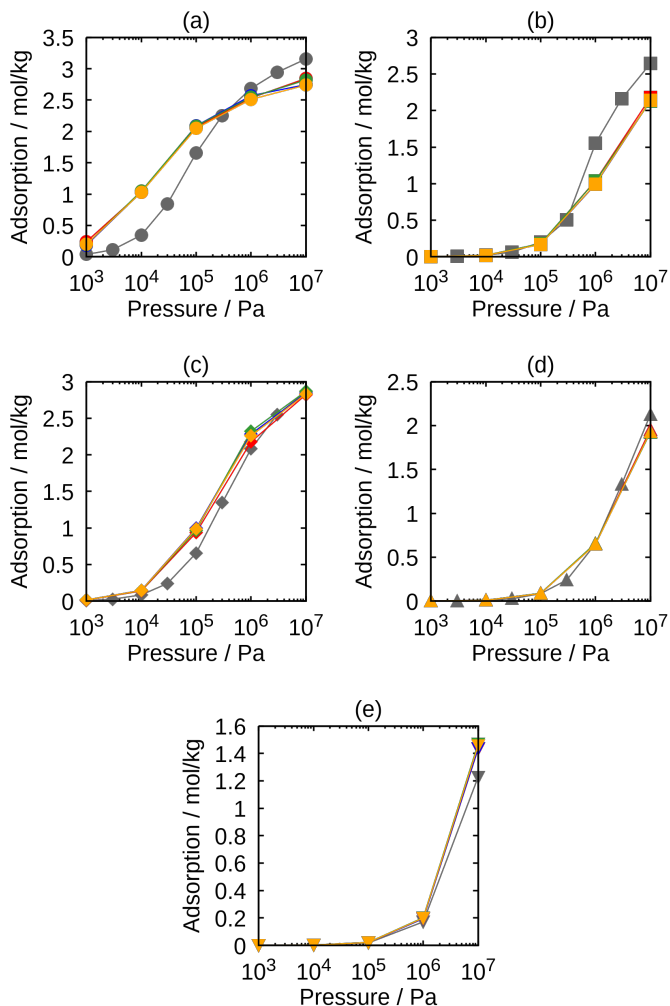 (a)
Adsorption / mol/kg
3.5
3
2.5
2
1.5
1
0.5
0
10³ 10⁴ 10⁵ 10⁶ 10⁷
Pressure / Pa
(b)
Adsorption / mol/kg
3
2.5
2
1.5
1
0.5
0
10³ 10⁴ 10⁵ 10⁶ 10⁷
Pressure / Pa
(c)
Adsorption / mol/kg
3
2.5
2
1.5
1
0.5
0
10³ 10⁴ 10⁵ 10⁶ 10⁷
Pressure / Pa
(d)
Adsorption / mol/kg
2.5
2
1.5
1
0.5
0
10³ 10⁴ 10⁵ 10⁶ 10⁷
Pressure / Pa
(e)
Adsorption / mol/kg
1.6
1.4
1.2
1
0.8
0.6
0.4
0.2
0
10³ 10⁴ 10⁵ 10⁶ 10⁷
Pressure / Pa